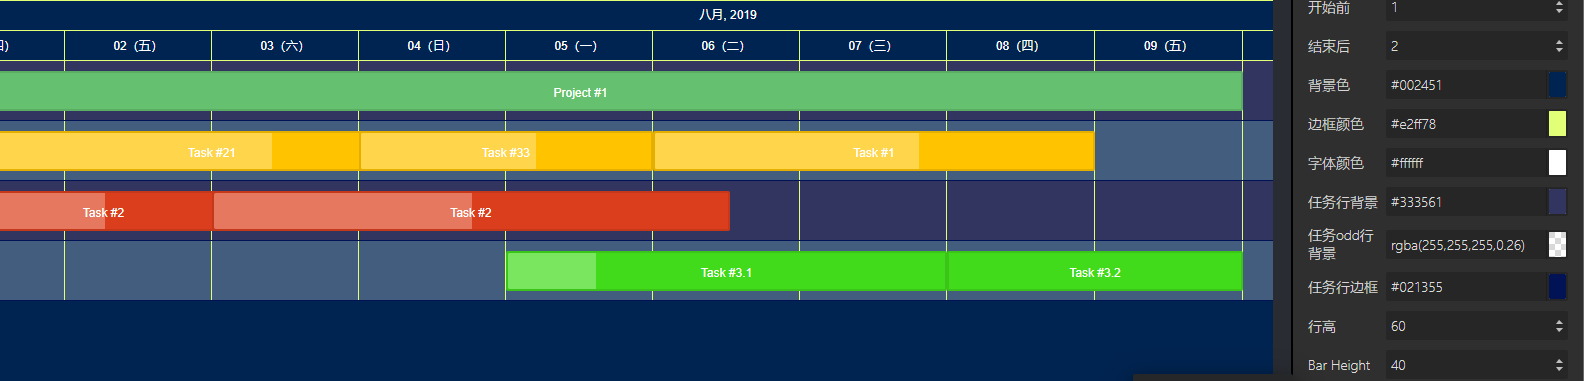 八月, 2019
02 (五) 03 (六) 04 (日) 05 (一) 06 (二) 07 (三) 08 (四) 09 (五)
Project #1
Task #21 Task #33 Task #1
Task #2 Task #2
Task #3.1 Task #3.2
开始前 1
结束后 2
背景色 #002451
边框颜色 #e2ff78
字体颜色 #ffffff
任务行背景 #333561
任务odd行
背景 rgba(255,255,255,0.26)
任务行边框 #021355
行高 60
Bar Height 40